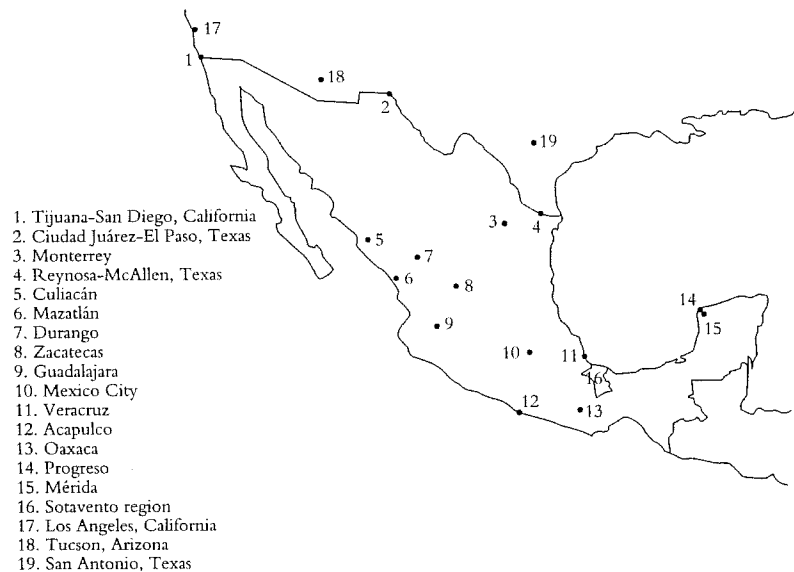 17
1
18
2
19
3
4
5
7
6
8
14
15
9
10
11
16
12
13
1. Tijuana-San Diego, California
2. Ciudad Juárez-El Paso, Texas
3. Monterrey
4. Reynosa-McAllen, Texas
5. Culiacán
6. Mazatlán
7. Durango
8. Zacatecas
9. Guadalajara
10. Mexico City
11. Veracruz
12. Acapulco
13. Oaxaca
14. Progreso
15. Mérida
16. Sotavento region
17. Los Angeles, California
18. Tucson, Arizona
19. San Antonio, Texas